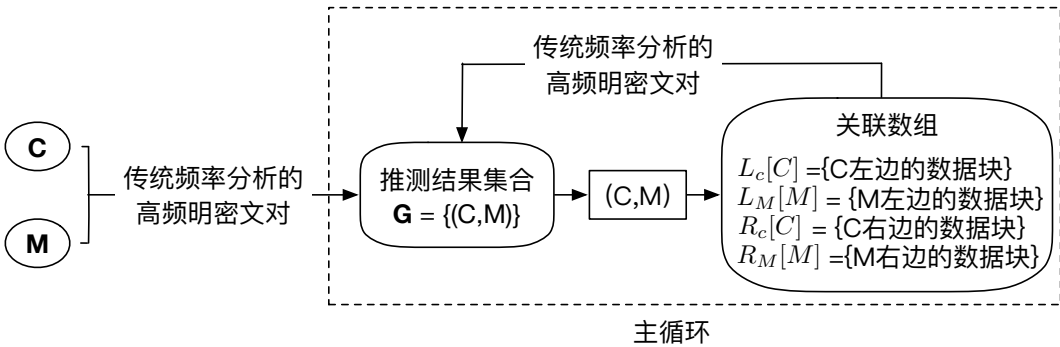 C
M
传统频率分析的
高频明密文对
推测结果集合
G = {(C,M)}
(C,M)
传统频率分析的
高频明密文对
关联数组
L_c[C] ={C左边的数据块}
L_M[M] = {M左边的数据块}
R_c[C] = {C右边的数据块}
R_M[M] ={M右边的数据块}
主循环